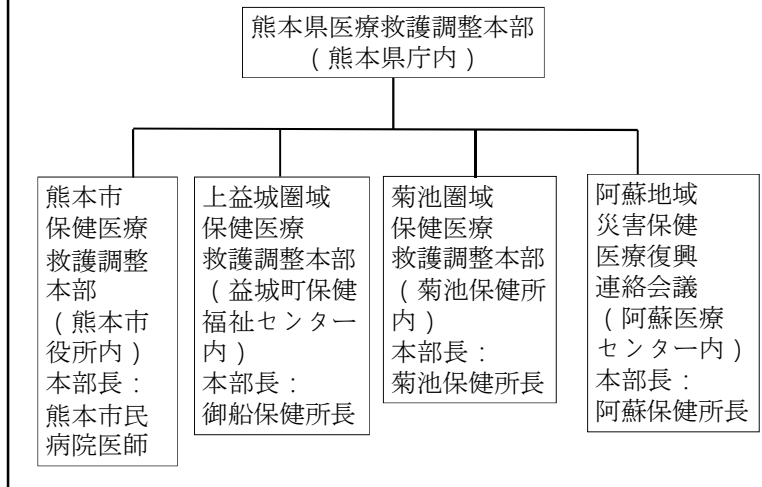 熊本県医療救護調整本部
（熊本県庁内）
熊本市
保健医療
救護調整
本部
（熊本市
役所内）
本部長：
熊本市民
病院医師
上益城圏域
保健医療
救護調整本部
（益城町保健
福祉センター
内）
本部長：
御船保健所長
菊池圏域
保健医療
救護調整本部
（菊池保健所
内）
本部長：
菊池保健所長
阿蘇地域
災害保健
医療復興
連絡会議
（阿蘇医療
センター内）
本部長：
阿蘇保健所長